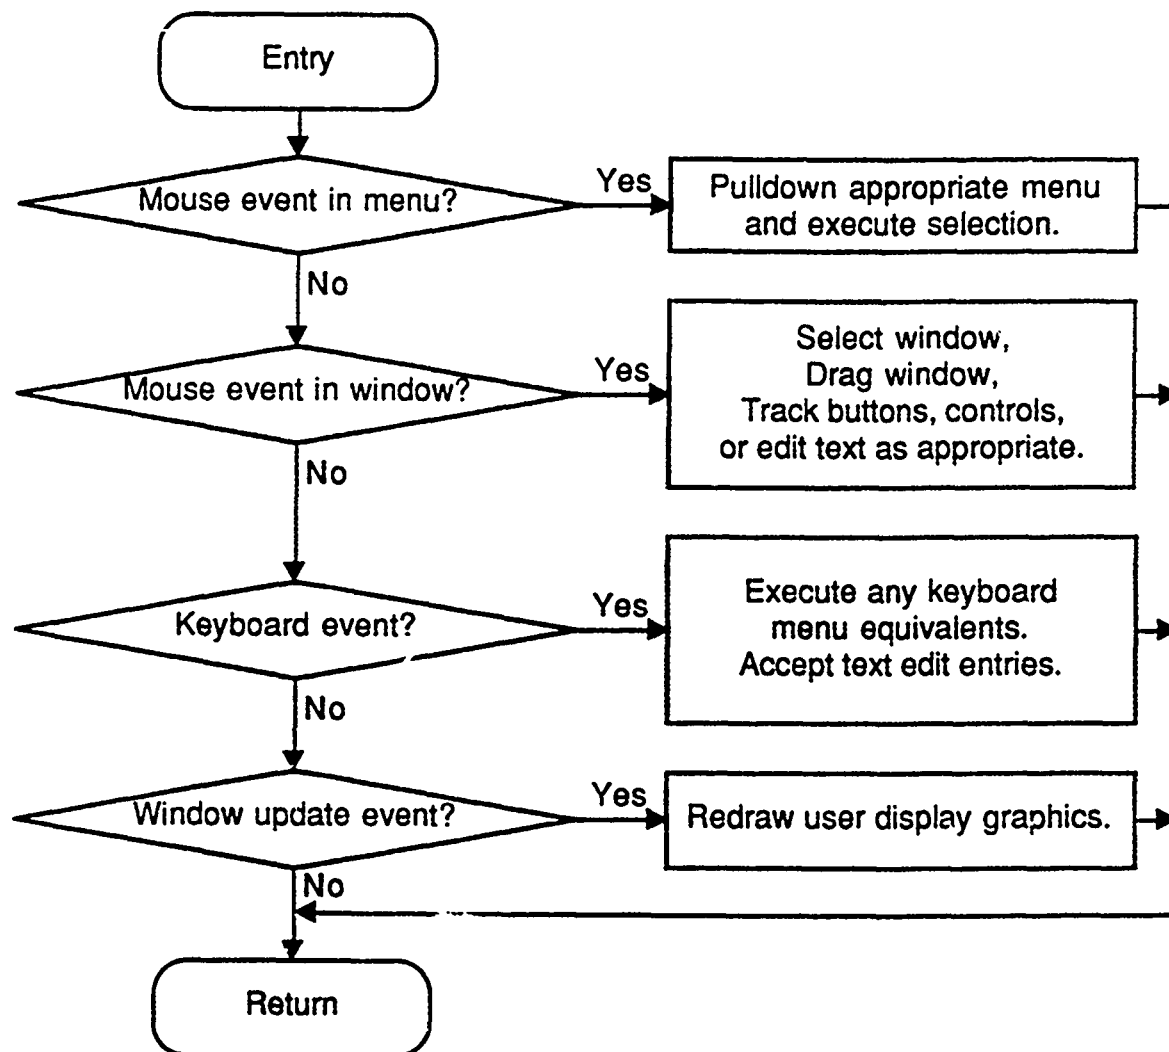 Entry
Mouse event in menu?
Yes
Pulldown appropriate menu
and execute selection.
No
Mouse event in window?
Yes
Select window,
Drag window,
Track buttons, controls,
or edit text as appropriate.
No
Keyboard event?
Yes
Execute any keyboard
menu equivalents.
Accept text edit entries.
No
Window update event?
Yes
Redraw user display graphics.
No
Return